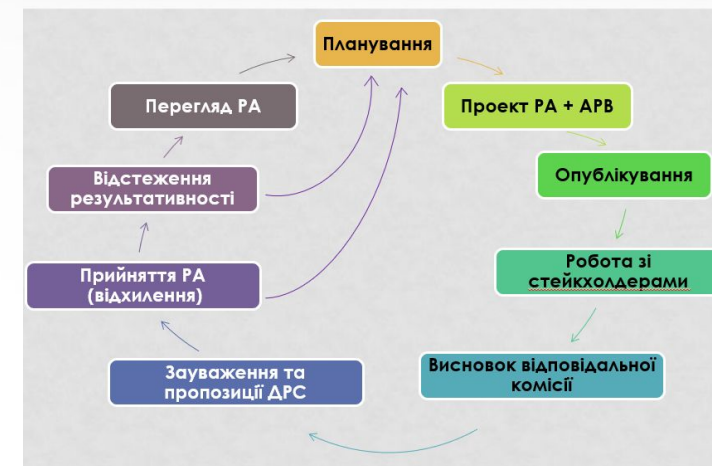 Планування
Проект РА + АРВ
Опублікування
Робота зі
стейкхолдерами
Висновок відповідальної
комісії
Зауваження та
пропозиції ДРС
Прийняття РА
(відхилення)
Відстеження
результативності
Перегляд РА